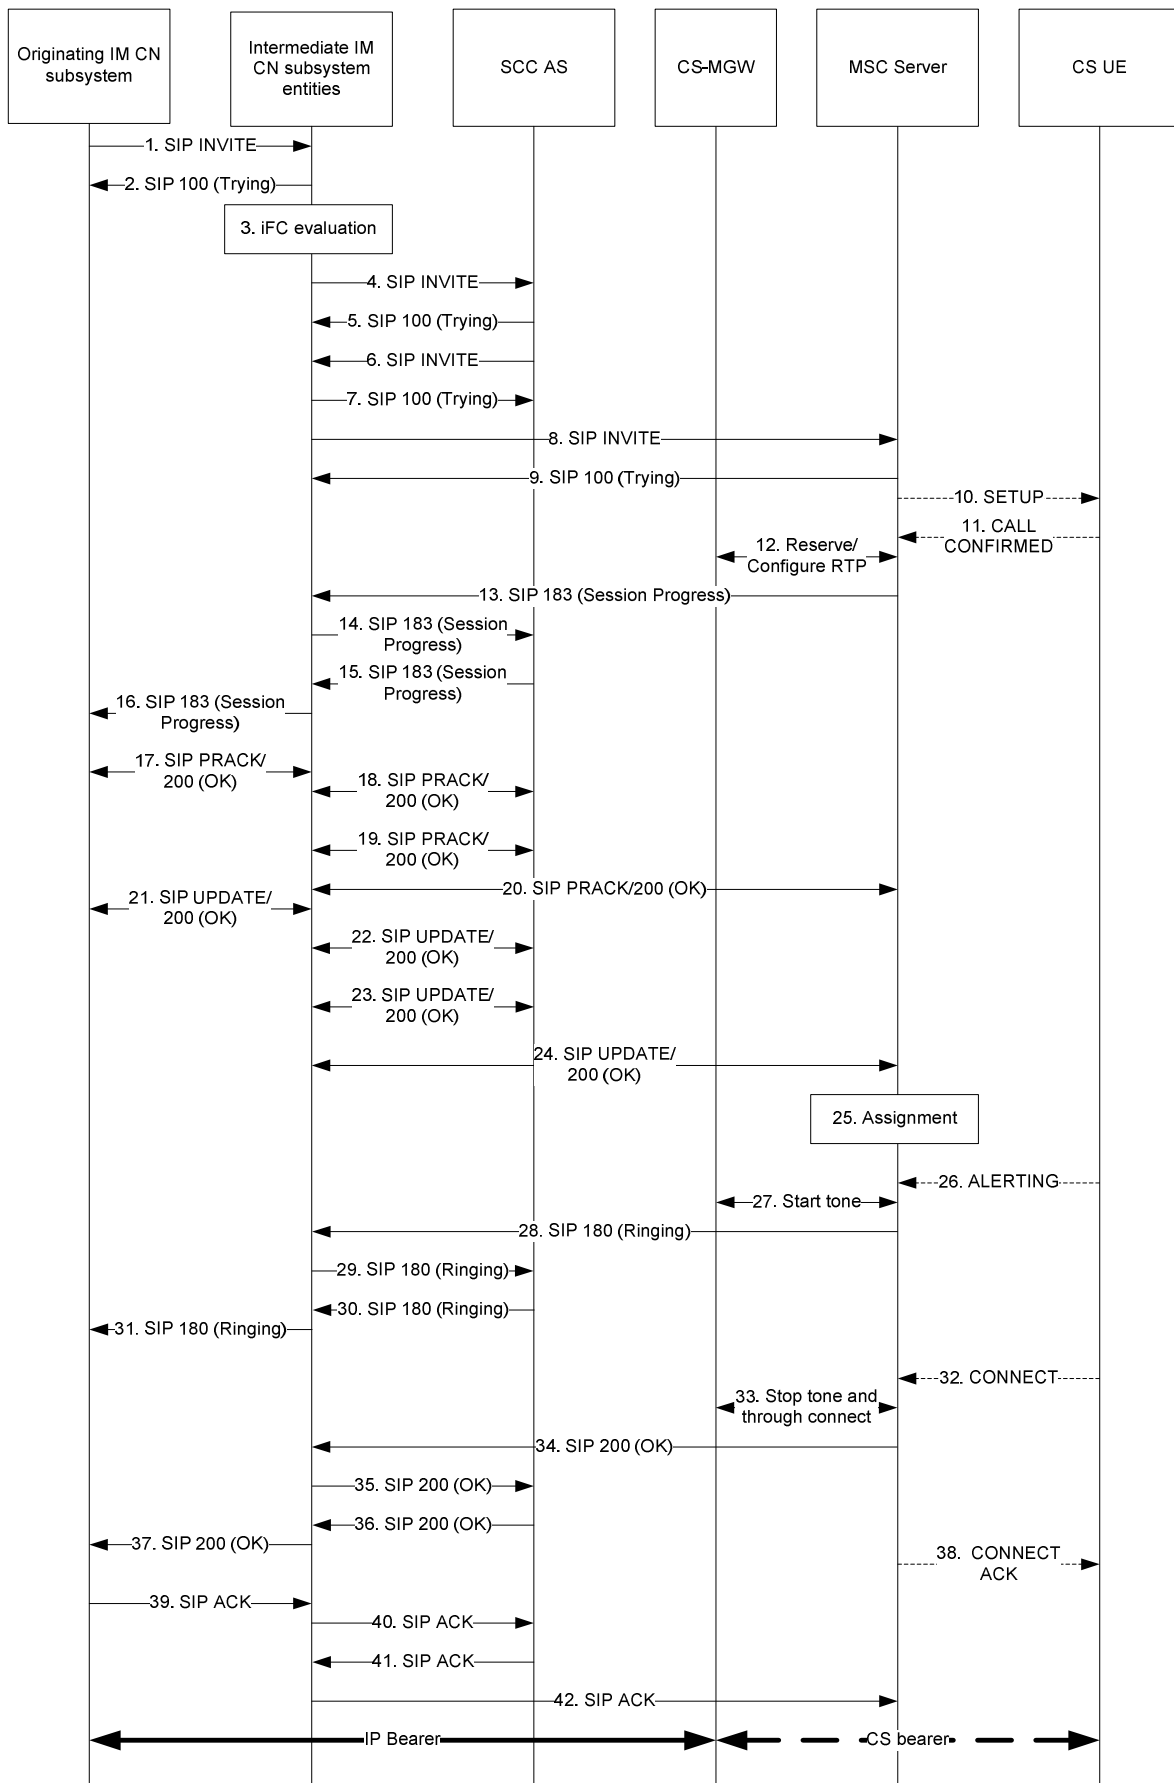 Originating IM CN
subsystem
Intermediate IM
CN subsystem
entities
SCC AS
CS-MGW
MSC Server
CS UE
1. SIP INVITE
2. SIP 100 (Trying)
3. iFC evaluation
4. SIP INVITE
5. SIP 100 (Trying)
6. SIP INVITE
7. SIP 100 (Trying)
8. SIP INVITE
9. SIP 100 (Trying)
10. SETUP
11. CALL
CONFIRMED
12. Reserve/
Configure RTP
13. SIP 183 (Session Progress)
14. SIP 183 (Session
Progress)
15. SIP 183 (Session
Progress)
16. SIP 183 (Session
Progress)
17. SIP PRACK/
200 (OK)
18. SIP PRACK/
200 (OK)
19. SIP PRACK/
200 (OK)
20. SIP PRACK/200 (OK)
21. SIP UPDATE/
200 (OK)
22. SIP UPDATE/
200 (OK)
23. SIP UPDATE/
200 (OK)
24. SIP UPDATE/
200 (OK)
25. Assignment
26. ALERTING
27. Start tone
28. SIP 180 (Ringing)
29. SIP 180 (Ringing)
30. SIP 180 (Ringing)
31. SIP 180 (Ringing)
32. CONNECT
33. Stop tone and
through connect
34. SIP 200 (OK)
35. SIP 200 (OK)
36. SIP 200 (OK)
37. SIP 200 (OK)
38. CONNECT
ACK
39. SIP ACK
40. SIP ACK
41. SIP ACK
42. SIP ACK
IP Bearer
CS bearer